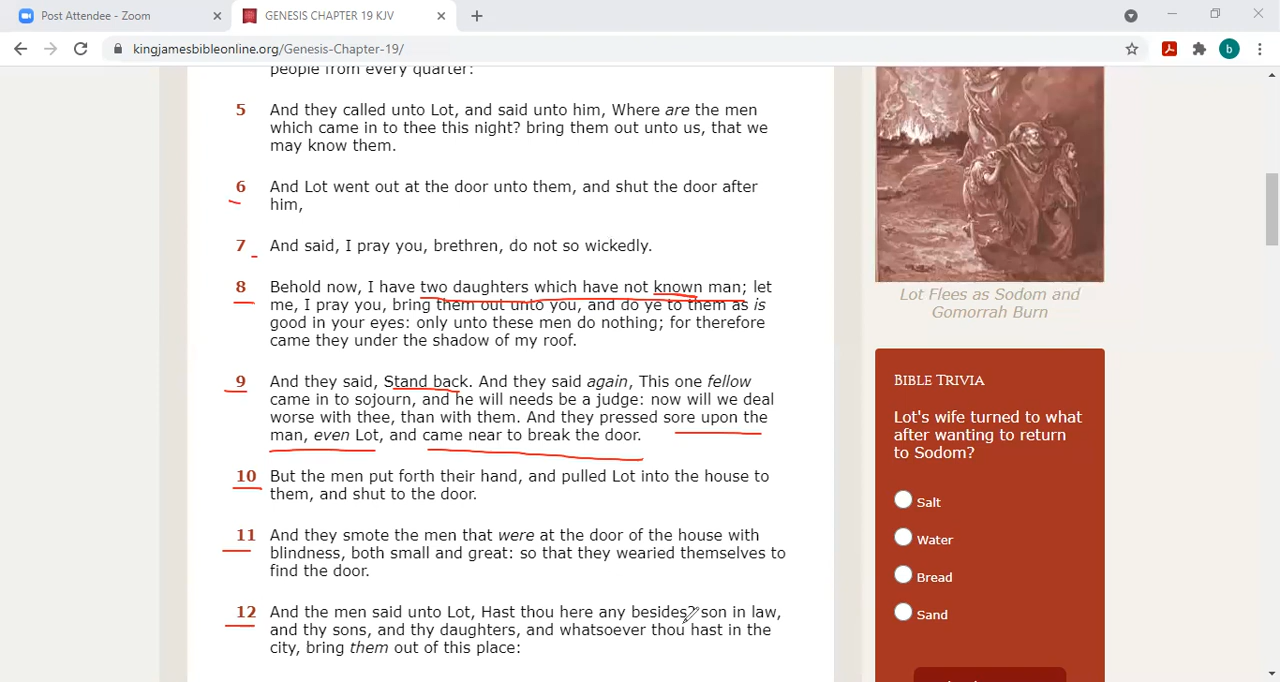 Post Attendee - Zoom
GENESIS CHAPTER 19 KJV
kingjamesbibleonline.org/Genesis-Chapter-19/
b
people from every quarter:
5 And they called unto Lot, and said unto him, Where are the men
which came in to thee this night? bring them out unto us, that we
may know them.
6 And Lot went out at the door unto them, and shut the door after
him,
7 And said, I pray you, brethren, do not so wickedly.
8 Behold now, I have two daughters which have not known man; let
me, I pray you, bring them out unto you, and do ye to them as is
good in your eyes: only unto these men do nothing; for therefore
came they under the shadow of my roof.
9 And they said, Stand back. And they said again, This one fellow
came in to sojourn, and he will needs be a judge: now will we deal
worse with thee, than with them. And they pressed sore upon the
man, even Lot, and came near to break the door.
10 But the men put forth their hand, and pulled Lot into the house to
them, and shut to the door.
11 And they smote the men that were at the door of the house with
blindness, both small and great: so that they wearied themselves to
find the door.
12 And the men said unto Lot, Hast thou here any besides? son in law,
and thy sons, and thy daughters, and whatsoever thou hast in the
city, bring them out of this place:
Lot Flees as Sodom and
Gomorrah Burn
BIBLE TRIVIA
Lot's wife turned to what
after wanting to return
to Sodom?
Salt
Water
Bread
Sand